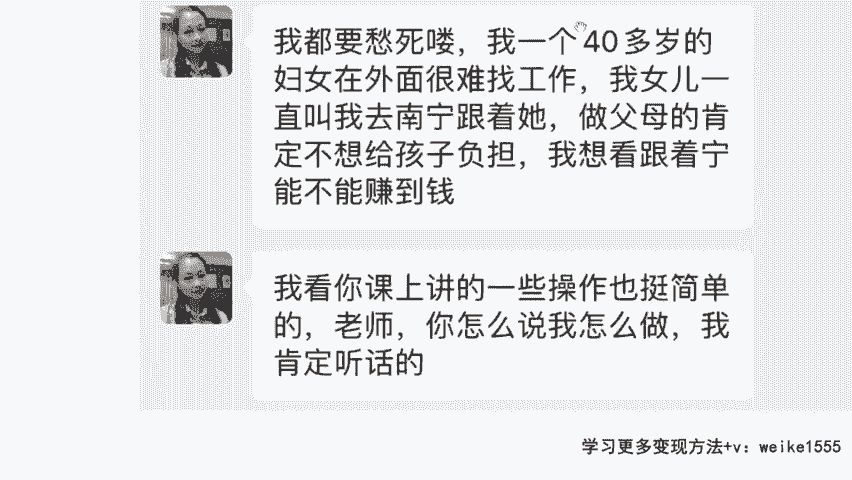 我都要愁死喽，我一个40多岁的
妇女在外面很难找工作，我女儿一
直叫我去南宁跟着她，做父母的肯
定不想给孩子负担，我想看跟着宁
能不能赚到钱
我看你课上讲的一些操作也挺简单
的，老师，你怎么说我怎么做，我
肯定听话的
学习更多变现方法+v：weike1555